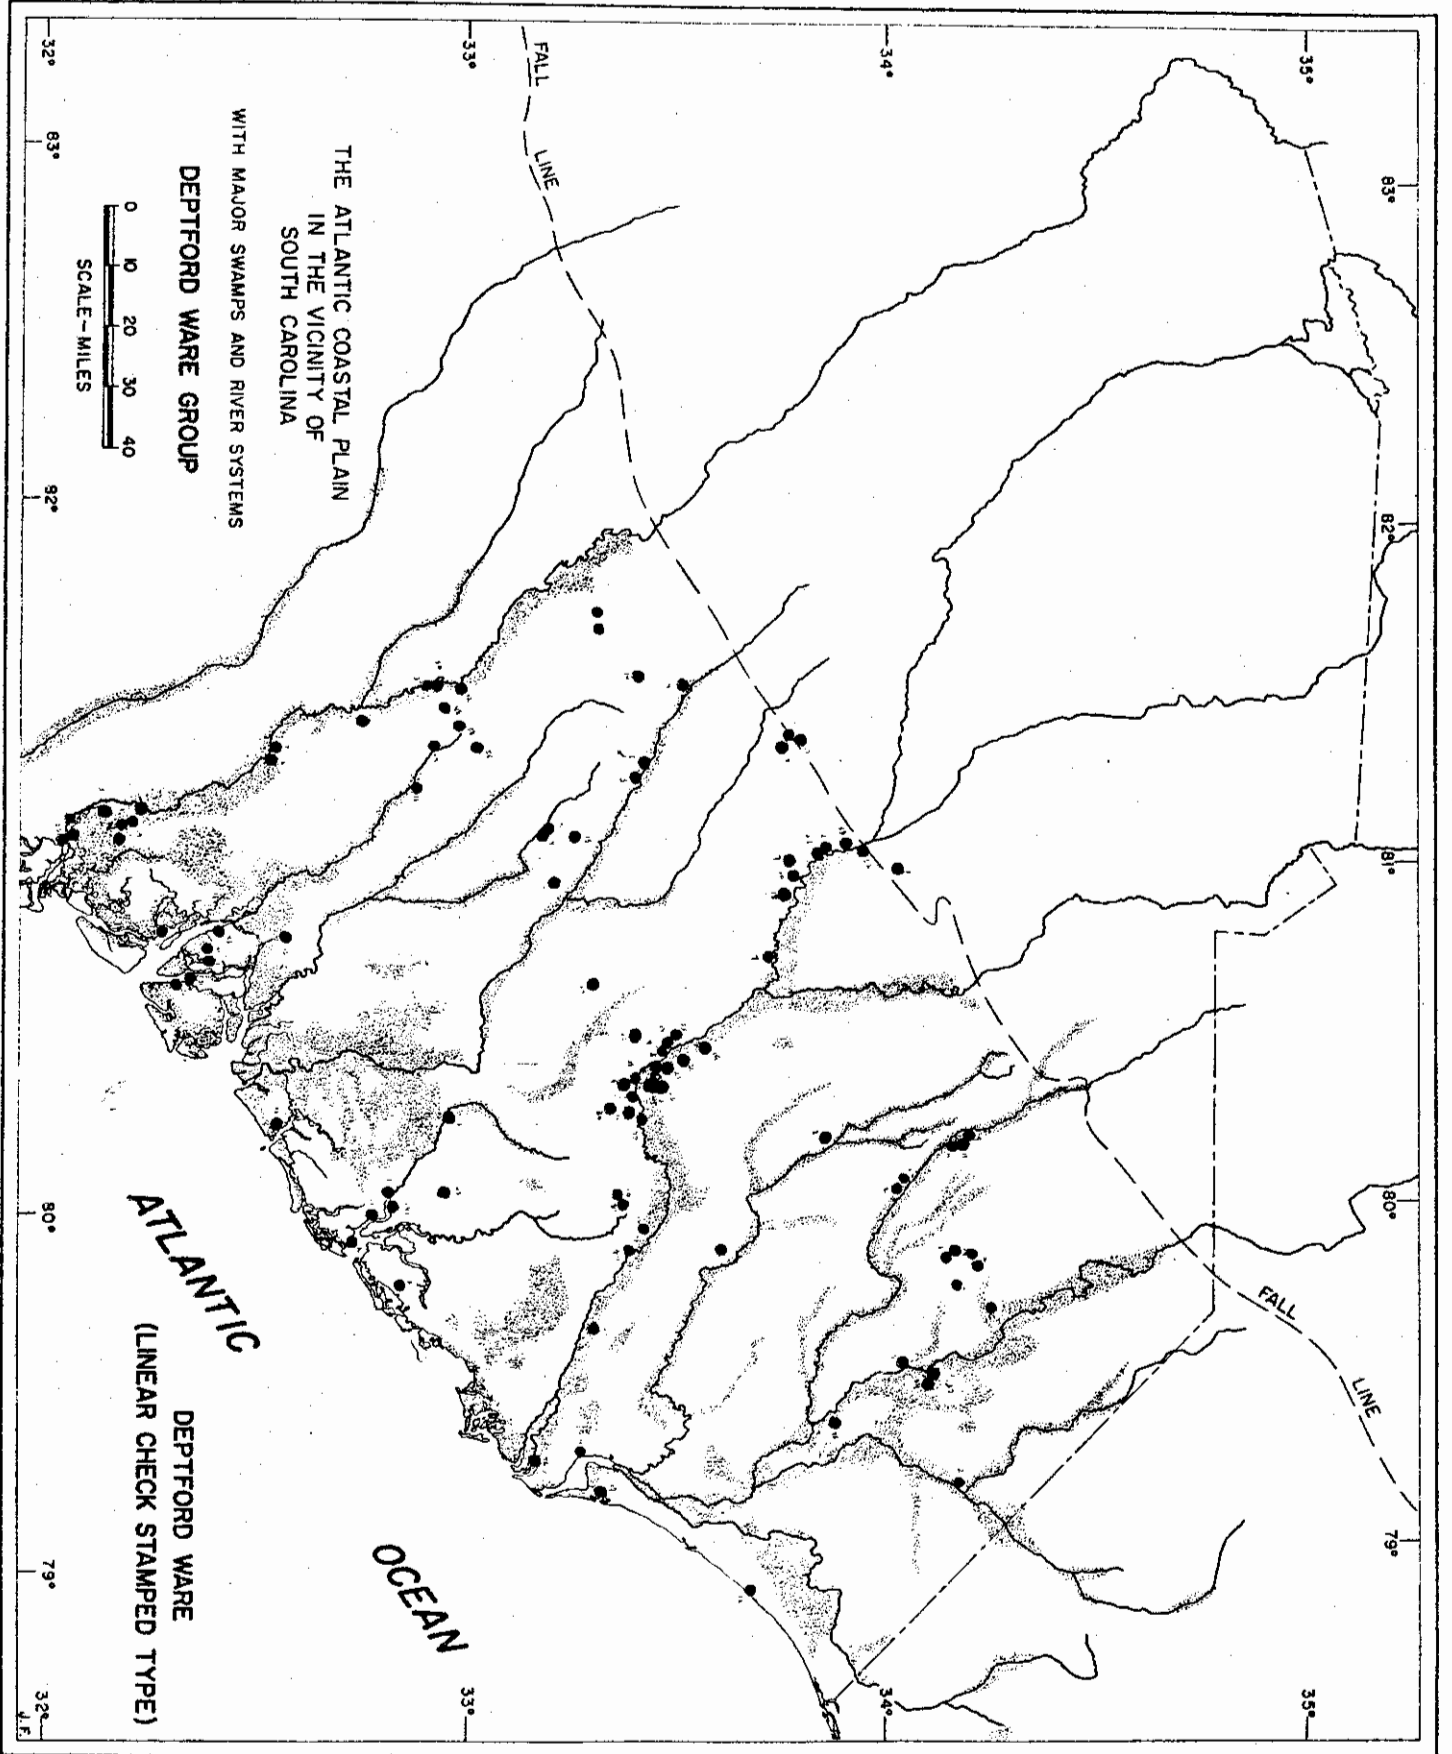 THE ATLANTIC COASTAL PLAIN
IN THE VICINITY OF
SOUTH CAROLINA
WITH MAJOR SWAMPS AND RIVER SYSTEMS
DEPTFORD WARE GROUP
0 10 20 30 40
SCALE-MILES
FALL
LINE
FALL
LINE
83°
82°
81°
80°
79°
35°
35°
34°
34°
33°
33°
32°
32°
83°
82°
80°
79°
ATLANTIC
OCEAN
DEPTFORD WARE
(LINEAR CHECK STAMPED TYPE)
J.F.